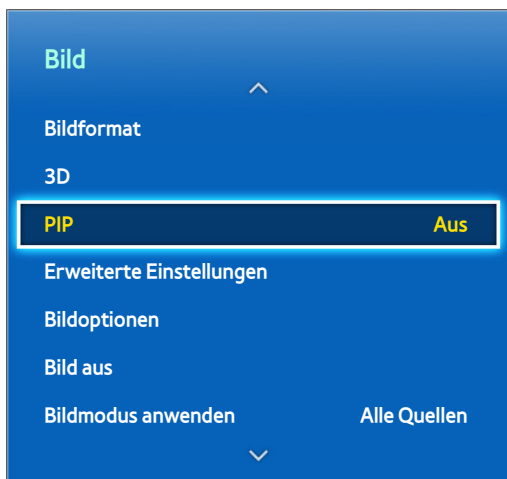 Bild
Bildformat
3D
PIP Aus
Erweiterte Einstellungen
Bildoptionen
Bild aus
Bildmodus anwenden Alle Quellen